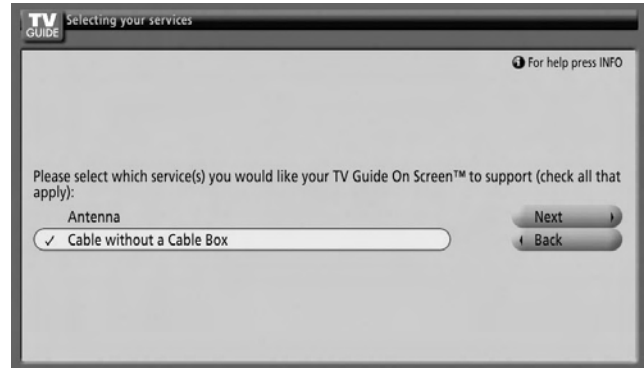 TV
GUIDE
Selecting your services
For help press INFO
Please select which service(s) you would like your TV Guide On Screen™ to support (check all that
apply):
Antenna
Next
✓ Cable without a Cable Box
Back